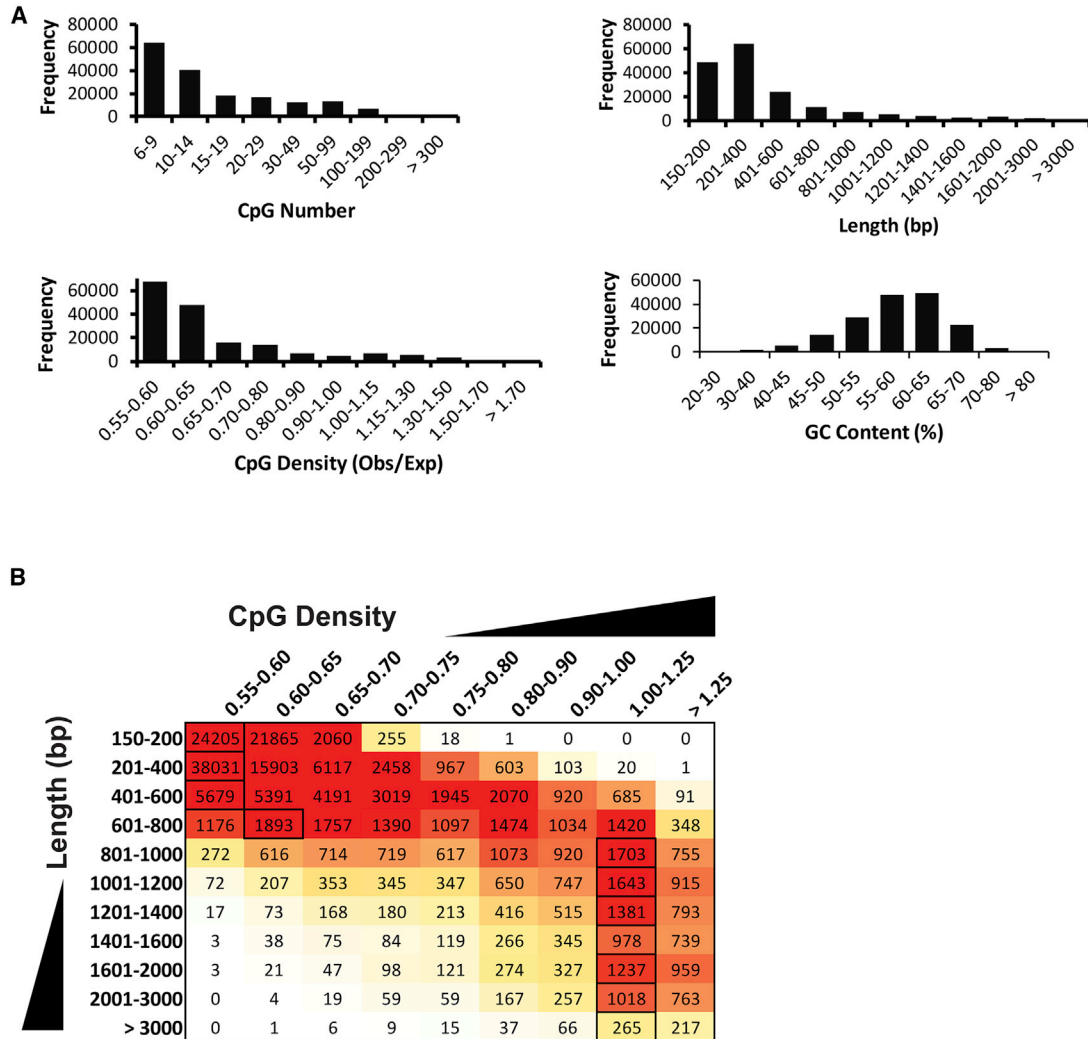 A
80000
60000
40000
20000
0
Frequency
6-9
10-14
15-19
20-29
30-49
50-99
100-199
200-299
> 300
CpG Number
80000
60000
40000
20000
0
Frequency
150-200
201-400
401-600
601-800
801-1000
1001-1200
1201-1400
1401-1600
1601-2000
2001-3000
> 3000
Length (bp)
60000
40000
20000
0
Frequency
0.55-0.60
0.60-0.65
0.65-0.70
0.70-0.80
0.80-0.90
0.90-1.00
1.00-1.15
1.15-1.30
1.30-1.50
1.50-1.70
> 1.70
CpG Density (Obs/Exp)
60000
40000
20000
0
Frequency
20-30
30-40
40-45
45-50
50-55
55-60
60-65
65-70
70-80
> 80
GC Content (%)
B
CpG Density
0.55-0.60 0.60-0.65 0.65-0.70 0.70-0.75 0.75-0.80 0.80-0.90 0.90-1.00 1.00-1.25 > 1.25
Length (bp)
150-200 24205 21865 2060 255 18 1 0 0 0
201-400 38031 15903 6117 2458 967 603 103 20 1
401-600 5679 5391 4191 3019 1945 2070 920 685 91
601-800 1176 1893 1757 1390 1097 1474 1034 1420 348
801-1000 272 616 714 719 617 1073 920 1703 755
1001-1200 72 207 353 345 347 650 747 1643 915
1201-1400 17 73 168 180 213 416 515 1381 793
1401-1600 3 38 75 84 119 266 345 978 739
1601-2000 3 21 47 98 121 274 327 1237 959
2001-3000 0 4 19 59 59 167 257 1018 763
> 3000 0 1 6 9 15 37 66 265 217